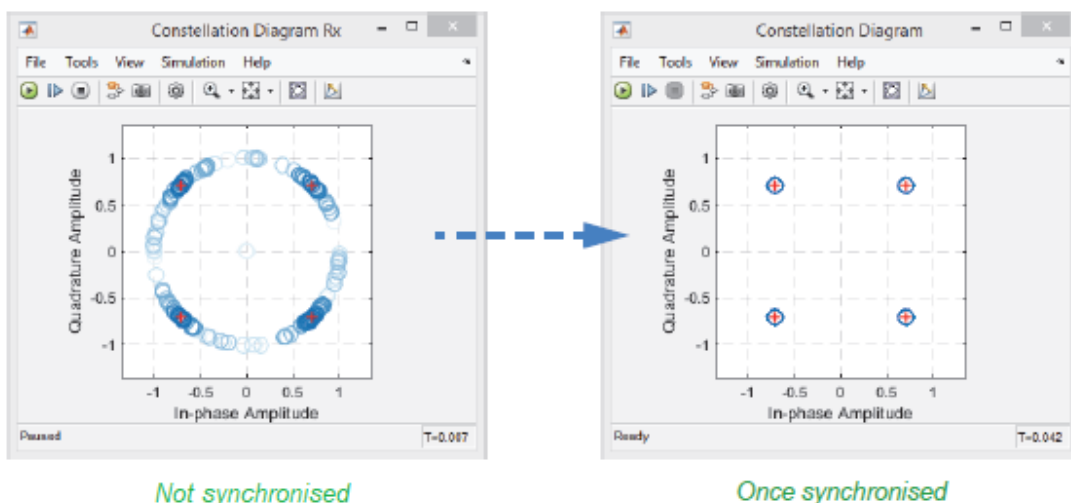 Constellation Diagram Rx
File Tools View Simulation Help
Quadrature Amplitude
1
0.5
0
-0.5
-1
-1 -0.5 0 0.5 1
In-phase Amplitude
Paused T=0.067
Not synchronised
Constellation Diagram
File Tools View Simulation Help
Quadrature Amplitude
1
0.5
0
-0.5
-1
-1 -0.5 0 0.5 1
In-phase Amplitude
Ready T=0.042
Once synchronised